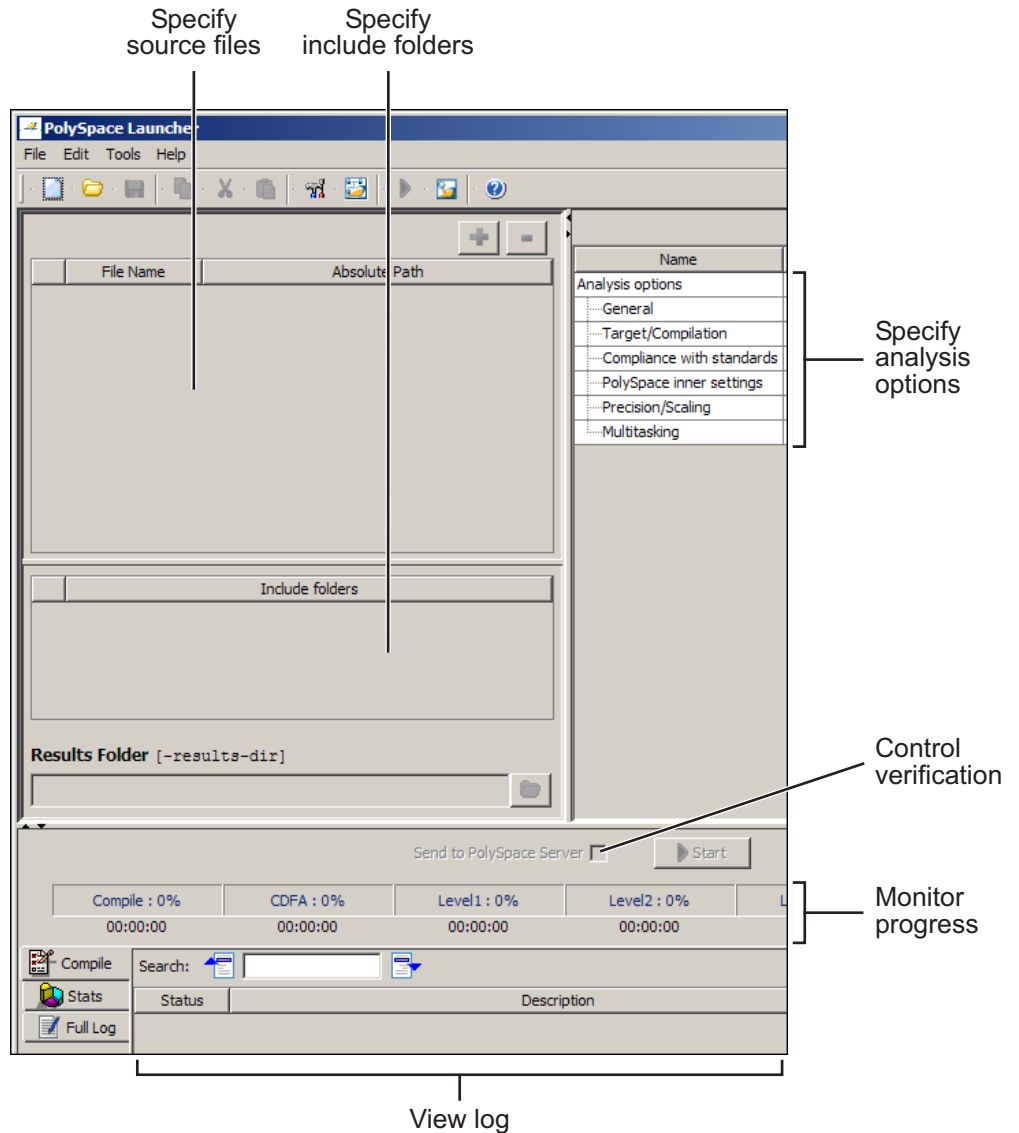 Specify
source files
Specify
include folders
PolySpace Launcher
File Edit Tools Help
File Name Absolute Path
Name
Analysis options
General
Target/Compilation
Compliance with standards
PolySpace inner settings
Precision/Scaling
Multitasking
Specify
analysis
options
Include folders
Results Folder [-results-dir]
Control
verification
Send to PolySpace Server Start
Compile : 0% CDFA : 0% Level1 : 0% Level2 : 0% L
00:00:00 00:00:00 00:00:00 00:00:00
Monitor
progress
Compile Search:
Stats Status Description
Full Log
View log